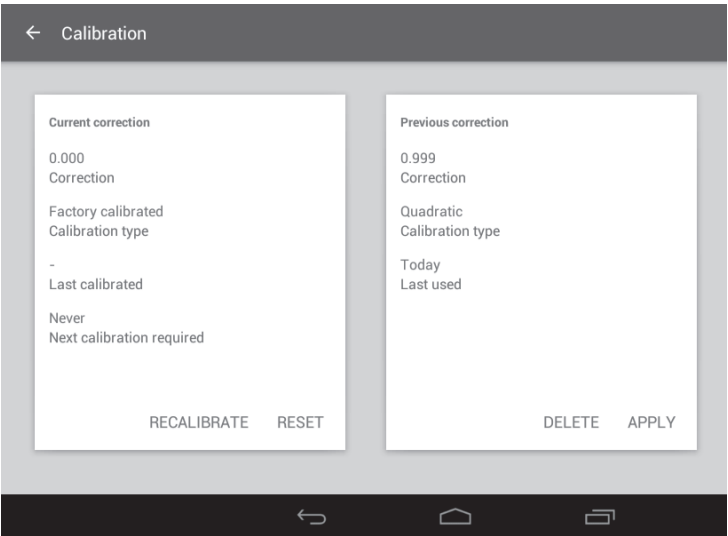 Calibration
Current correction
0.000
Correction
Factory calibrated
Calibration type
-
Last calibrated
Never
Next calibration required
RECALIBRATE RESET
Previous correction
0.999
Correction
Quadratic
Calibration type
Today
Last used
DELETE APPLY